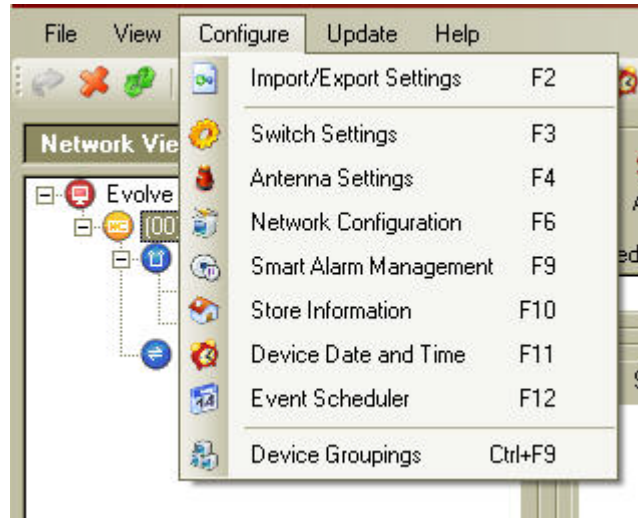 File View Configure Update Help
Import/Export Settings F2
Network Vie
Switch Settings F3
Evolve
Antenna Settings F4
(00)
Network Configuration F6
Smart Alarm Management F9
Store Information F10
Device Date and Time F11
14
Event Scheduler F12
Device Groupings Ctrl+F9